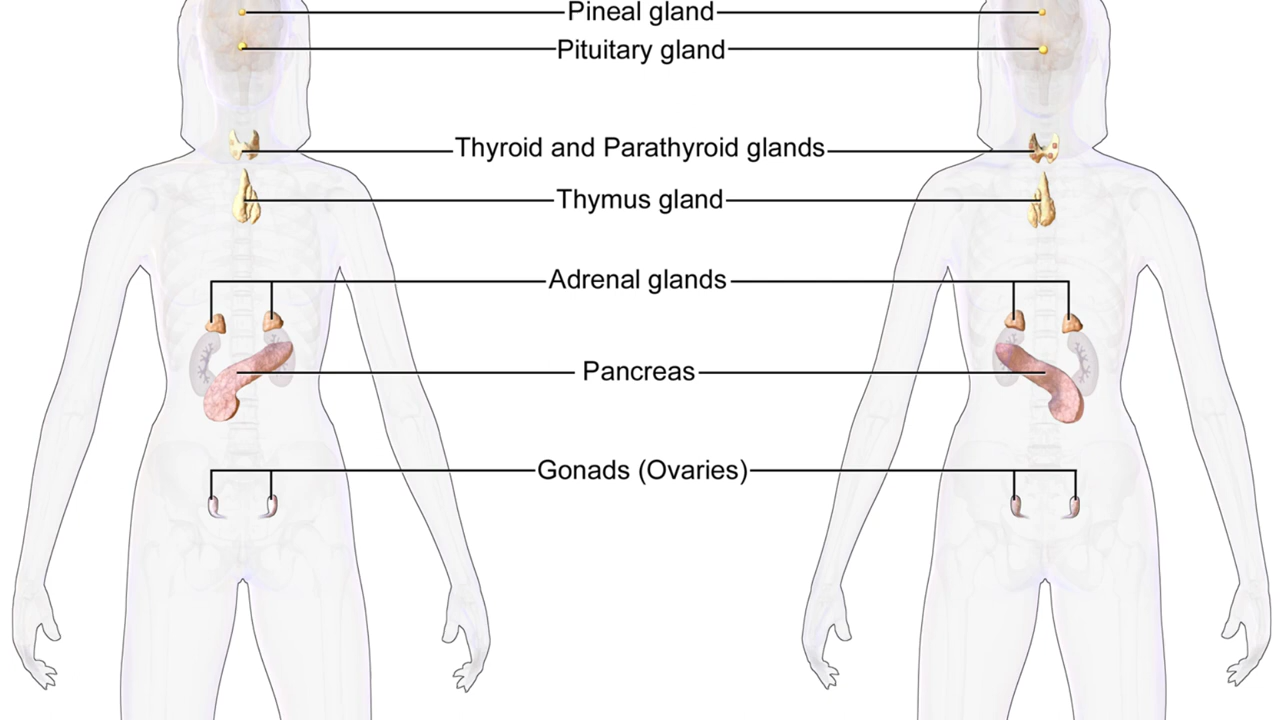 Pineal gland
Pituitary gland
Thyroid and Parathyroid glands
Thymus gland
Adrenal glands
Pancreas
Gonads (Ovaries)